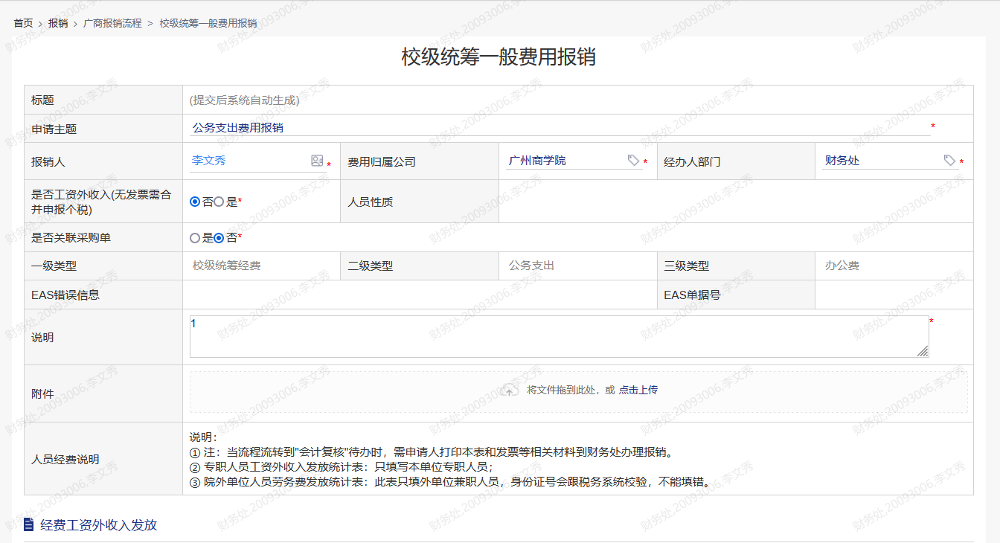 首页 > 报销 > 广商报销流程 > 校级统筹一般费用报销
校级统筹一般费用报销
标题 (提交后系统自动生成)
申请主题 公务支出费用报销 *
报销人 李文秀 * 费用归属公司 广州商学院 * 经办人部门 财务处 *
是否工资外收入(无发票需合
并申报个税) 否 是* 人员性质
是否关联采购单 是 否*
一级类型 校级统筹经费 二级类型 公务支出 三级类型 办公费
EAS错误信息 EAS单据号
说明 1 *
附件 将文件拖到此处，或 点击上传
人员经费说明
说明：
① 注：当流程流转到"会计复核"待办时，需申请人打印本表和发票等相关材料到财务处办理报销。
② 专职人员工资外收入发放统计表：只填写本单位专职人员；
③ 院外单位人员劳务费发放统计表：此表只填外单位兼职人员，身份证号会跟税务系统校验，不能填错。
经费工资外收入发放
财务处,20093006,李文秀